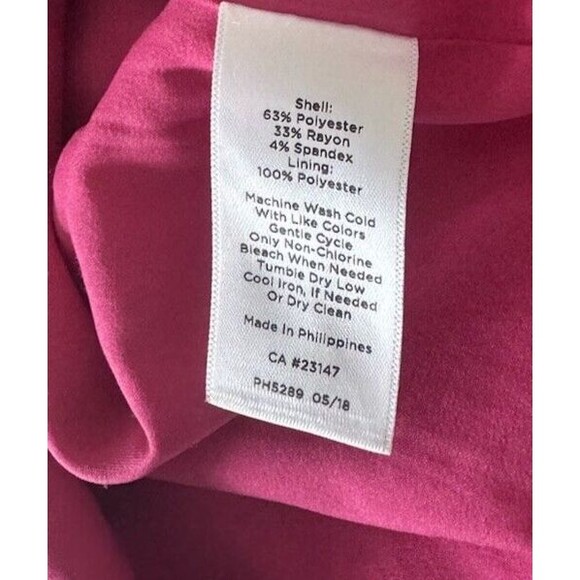 Shell:
63% Polyester
33% Rayon
4% Spandex
Lining:
100% Polyester
Machine Wash Cold
With Like Colors
Gentle Cycle
Only Non-Chlorine
Bleach When Needed
Tumble Dry Low
Cool Iron, If Needed
Or Dry Clean
Made In Philippines
CA #23147
PH5289 05/18